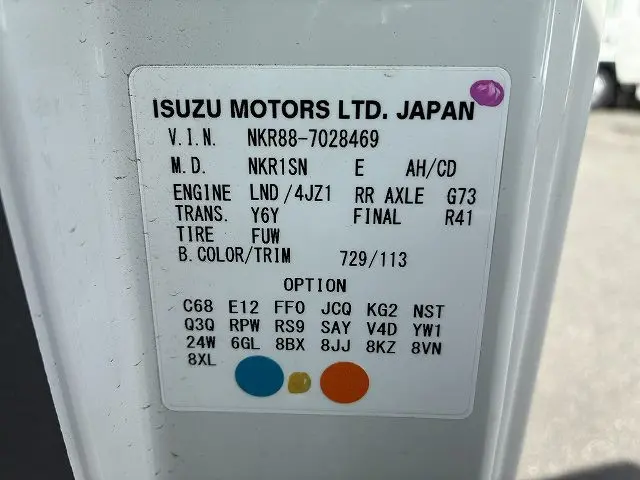 ISUZU MOTORS LTD. JAPAN
V.I.N. NKR88-7028469
M.D. NKR1SN E AH/CD
ENGINE LND/4JZ1 RR AXLE G73
TRANS. Y6Y FINAL R41
TIRE FUW
B.COLOR/TRIM 729/113
OPTION
C68 E12 FF0 JCQ KG2 NST
Q3Q RPW RS9 SAY V4D YW1
24W 6GL 8BX 8JJ 8KZ 8VN
8XL